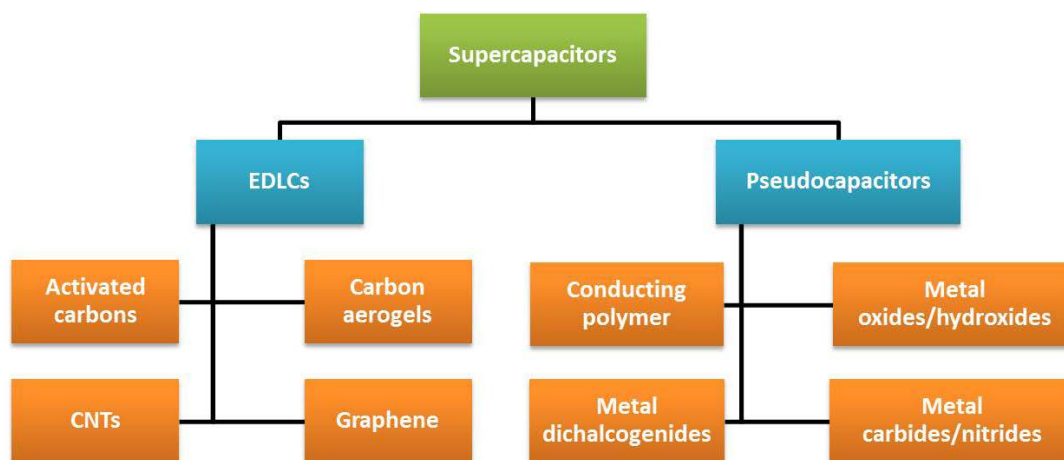 Supercapacitors
EDLCs
Pseudocapacitors
Activated
carbons
Carbon
aerogels
Conducting
polymer
Metal
oxides/hydroxides
CNTs
Graphene
Metal
dichalcogenides
Metal
carbides/nitrides